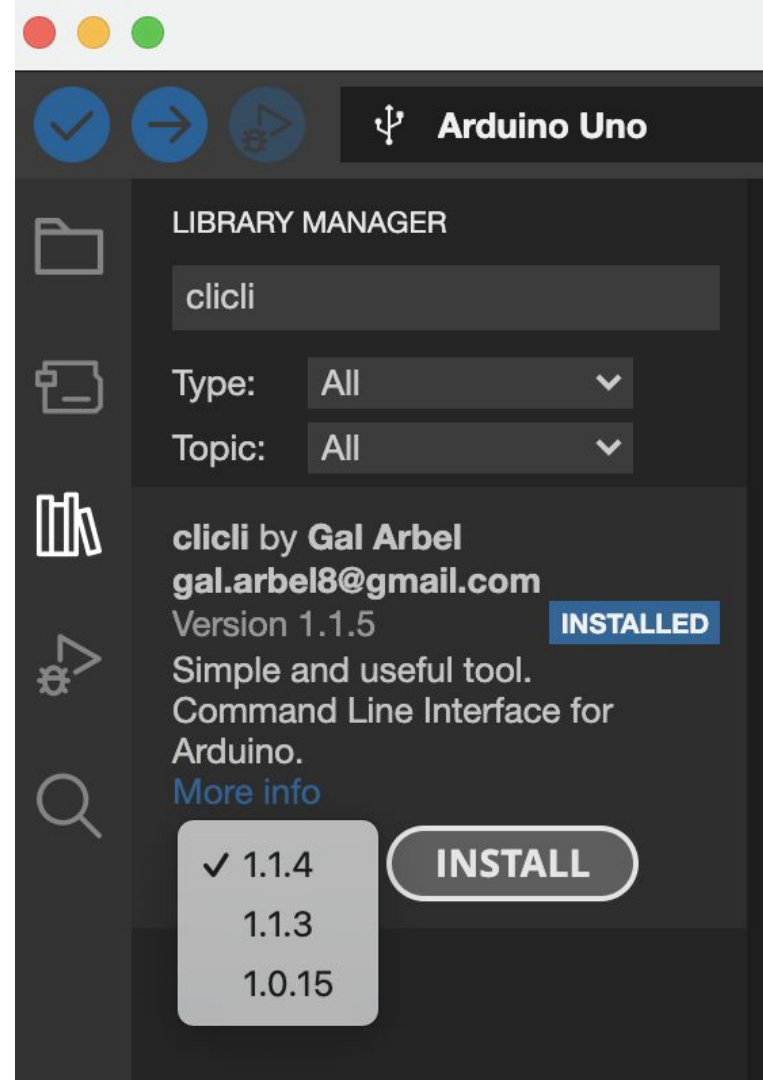 Arduino Uno
LIBRARY MANAGER
clicli
Type: All
Topic: All
clicli by Gal Arbel
gal.arbel8@gmail.com
Version 1.1.5 INSTALLED
Simple and useful tool.
Command Line Interface for
Arduino.
More info
✓ 1.1.4 INSTALL
1.1.3
1.0.15